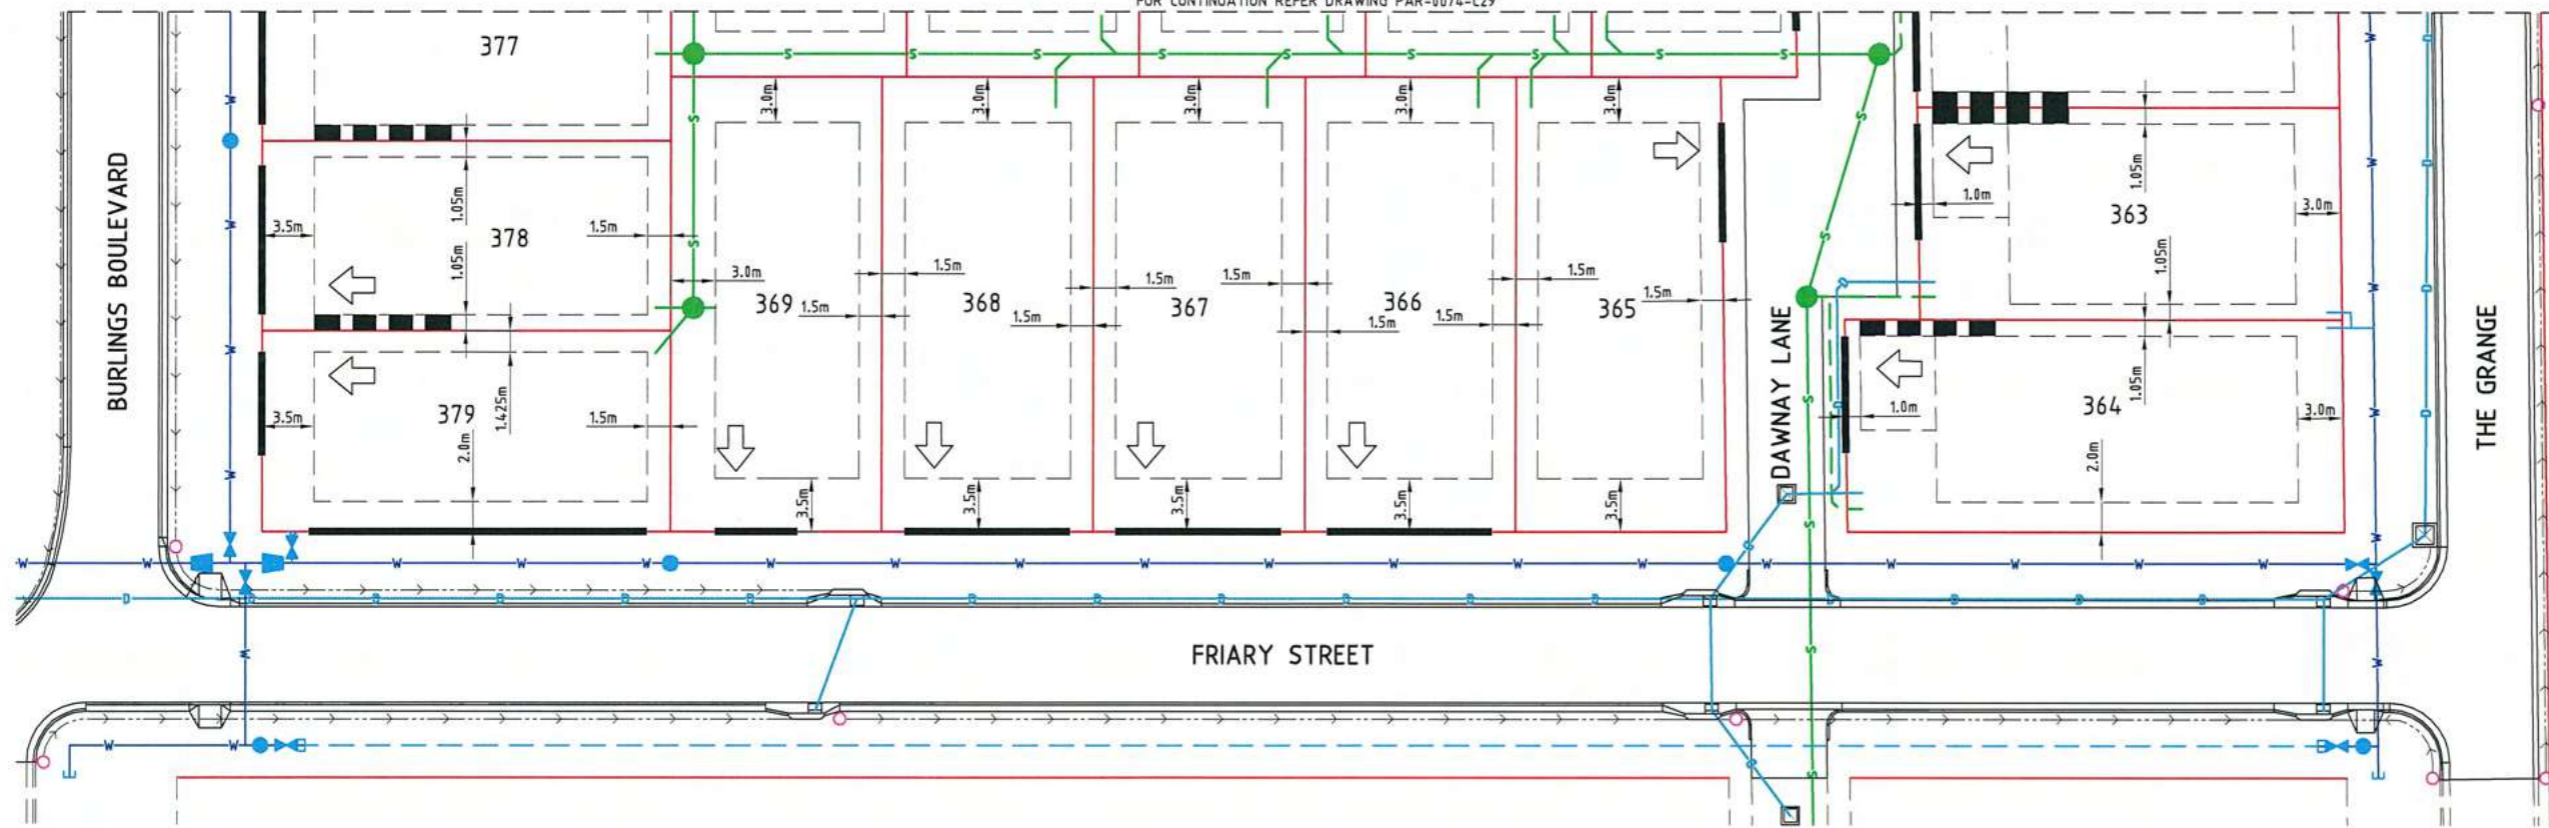 FOR CONTINUATION REFER DRAWING PAR-0074-C29
BURLINGS BOULEVARD
377
1.05m
3.5m
378
1.5m
1.05m
3.5m
379
1.425m
1.5m
2.0m
3.0m
3.0m
369
1.5m
3.5m
3.0m
1.5m
368
1.5m
3.5m
3.0m
1.5m
367
1.5m
3.5m
3.0m
366
1.5m
1.5m
3.5m
3.0m
1.5m
365
1.5m
3.5m
DAWNAY LANE
1.05m
1.0m
363
3.0m
1.05m
364
1.05m
1.0m
3.0m
2.0m
THE GRANGE
FRIARY STREET